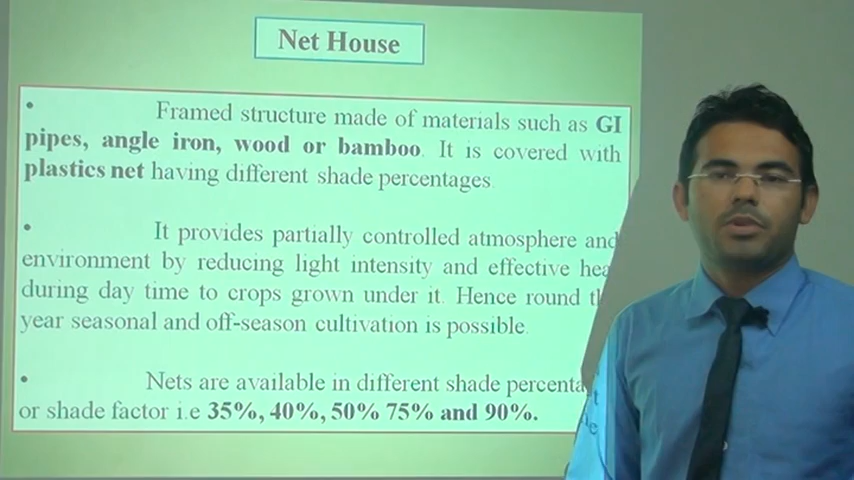 Net House
• Framed structure made of materials such as GI
pipes, angle iron, wood or bamboo. It is covered with
plastics net having different shade percentages.
• It provides partially controlled atmosphere and
environment by reducing light intensity and effective
during day time to crops grown under it. Hence round
year seasonal and off-season cultivation is possible.
• Nets are available in different shade
or shade factor i.e 35%, 40%, 50% 75% and 90%.